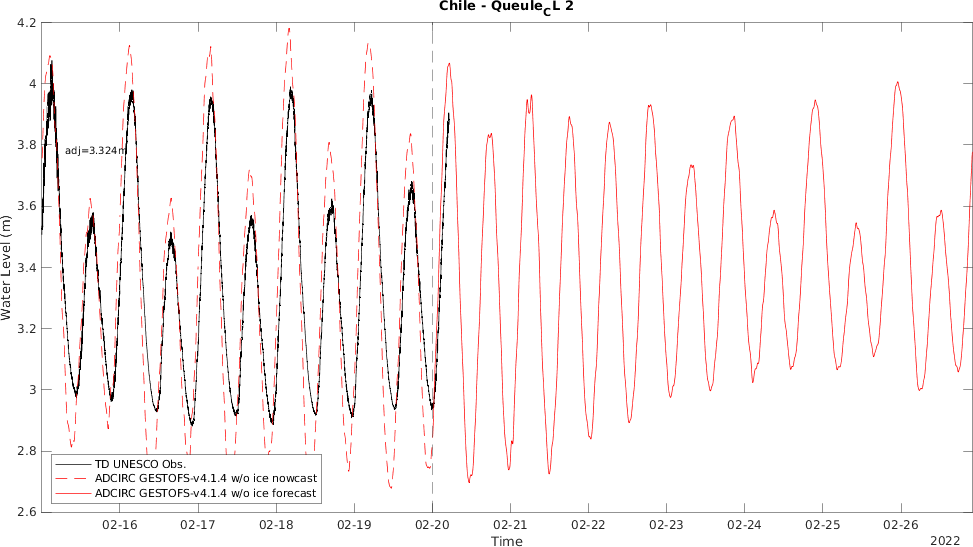 Chile - Queule_CL 2
4.2
4
3.8
3.6
3.4
3.2
3
2.8
2.6
Water Level (m)
adj=3.324m
TD UNESCO Obs.
ADCIRC GESTOFS-v4.1.4 w/o ice nowcast
ADCIRC GESTOFS-v4.1.4 w/o ice forecast
02-16 02-17 02-18 02-19 02-20 02-21 02-22 02-23 02-24 02-25 02-26
Time
2022